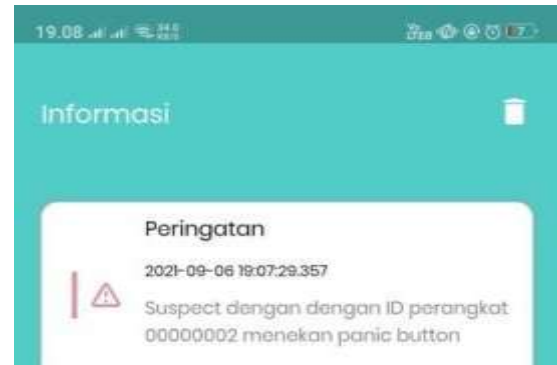 19.08
Informasi
Peringatan
2021-09-06 19:07:29.357
Suspect dengan dengan ID perangkat
00000002 menekan panic button